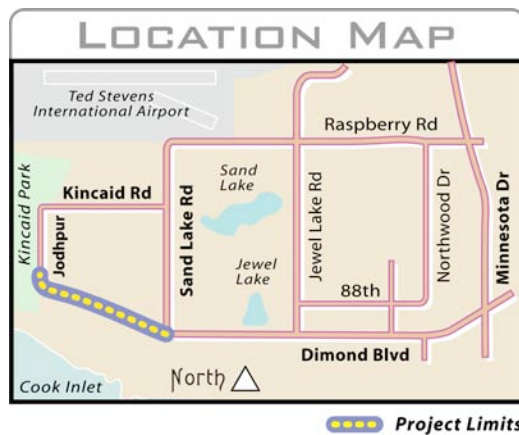 LOCATION MAP
Ted Stevens
International Airport
Raspberry Rd
Kincaid Park
Kincaid Rd
Jodhpur
Sand Lake Rd
Sand
Lake
Jewel Lake Rd
Northwood Dr
Minnesota Dr
Jewel
Lake
88th
Dimond Blvd
Cook Inlet
North
Project Limits